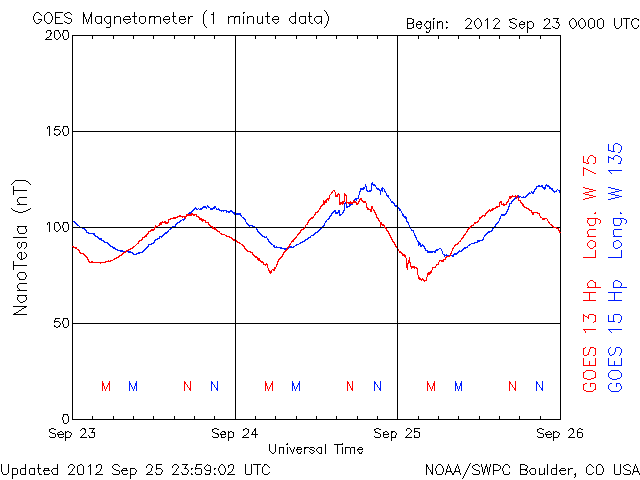 GOES Magnetometer (1 minute data)
Begin: 2012 Sep 23 0000 UTC
200
150
100
50
0
NanoTesla (nT)
M M N N M M N N M M N N
Sep 23 Sep 24 Sep 25 Sep 26
Universal Time
GOES 13 Hp Long. W 75
GOES 15 Hp Long. W 135
Updated 2012 Sep 25 23:59:02 UTC
NOAA/SWPC Boulder, CO USA